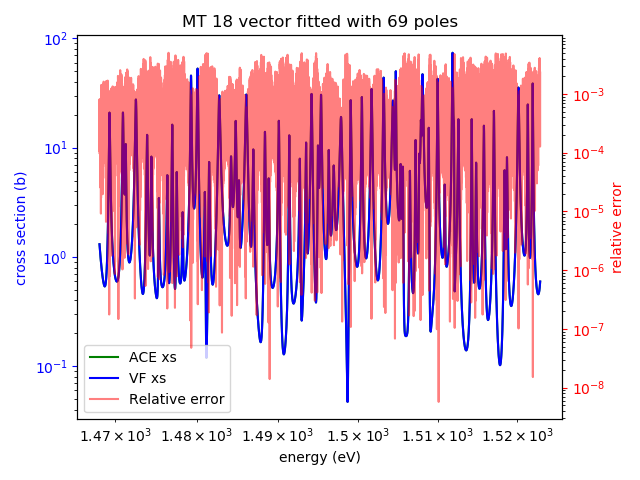 MT 18 vector fitted with 69 poles
10²
10¹
10⁰
10⁻¹
cross section (b)
10⁻³
10⁻⁴
10⁻⁵
10⁻⁶
10⁻⁷
10⁻⁸
relative error
ACE xs
VF xs
Relative error
1.47 × 10³ 1.48 × 10³ 1.49 × 10³ 1.5 × 10³ 1.51 × 10³ 1.52 × 10³
energy (eV)